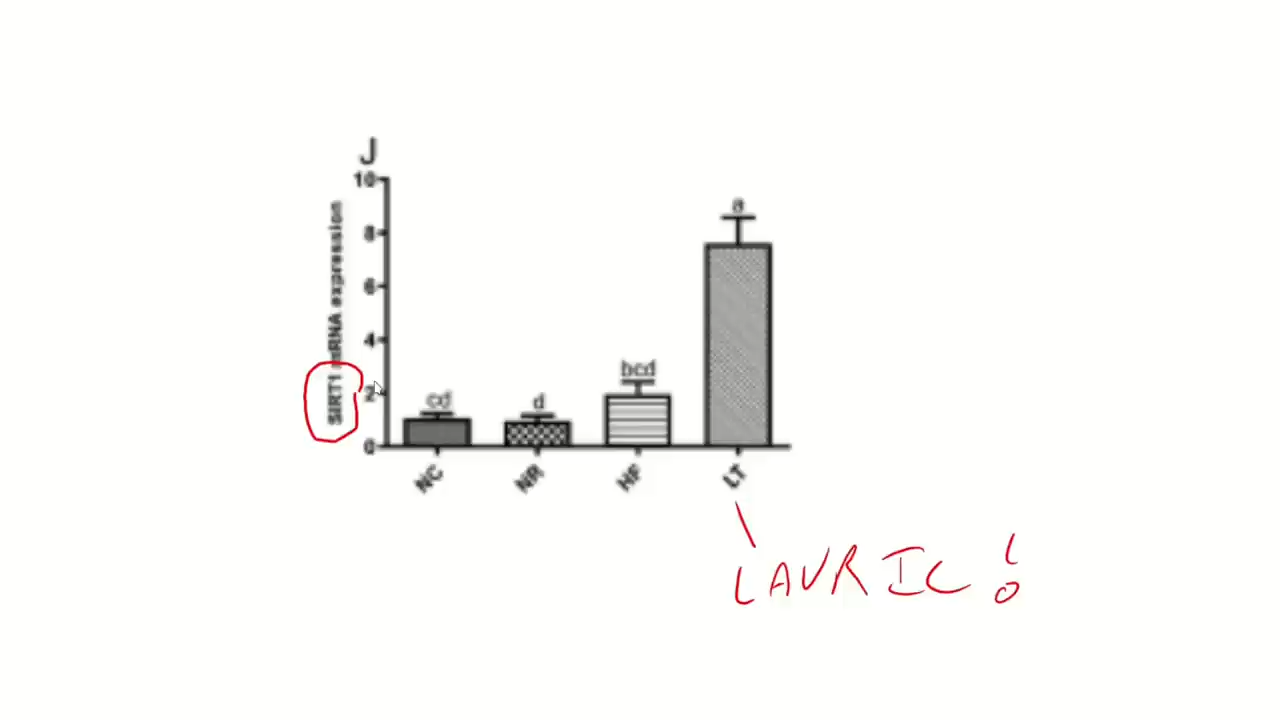 J
10
8
6
4
2
0
SIRT1 mRNA expression
cd
d
bcd
a
NC
NR
HF
LT
LAURIC !